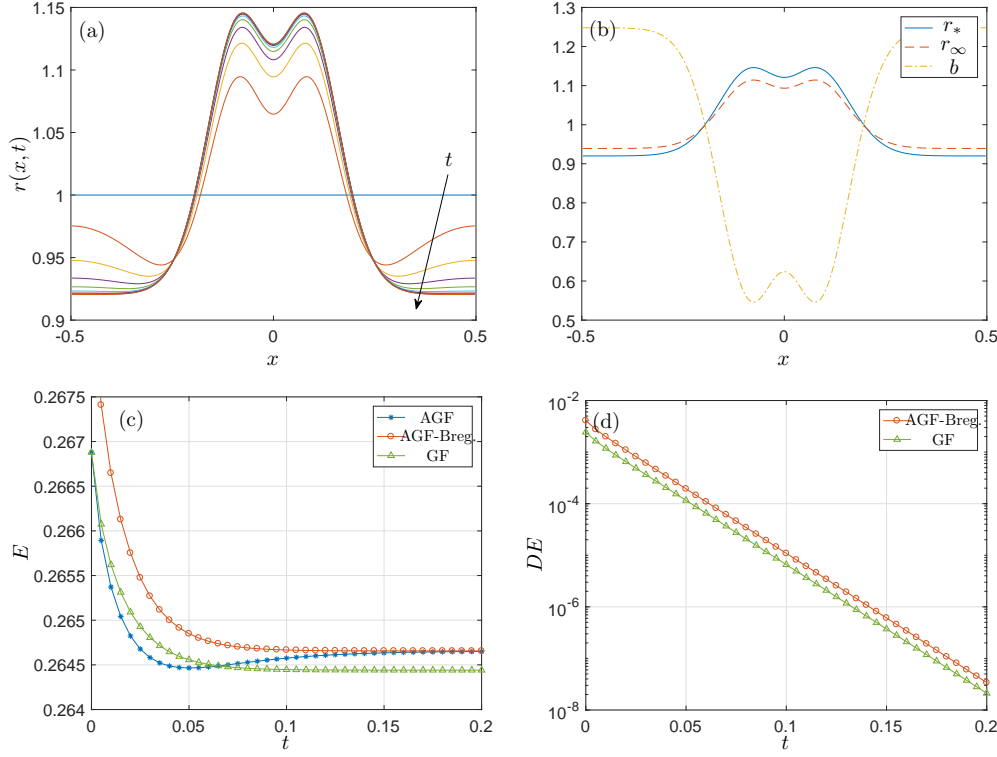 (a)
1.15
1.1
1.05
1
0.95
0.9
r(x, t)
t
-0.5
0
0.5
x
(b)
1.3
1.2
1.1
1
0.9
0.8
0.7
0.6
0.5
r*
r∞
b
-0.5
0
0.5
x
(c)
0.2675
0.267
0.2665
0.266
0.2655
0.265
0.2645
0.264
E
AGF
AGF-Breg.
GF
0
0.05
0.1
0.15
0.2
t
(d)
10^-2
10^-4
10^-6
10^-8
DE
AGF-Breg.
GF
0
0.05
0.1
0.15
0.2
t